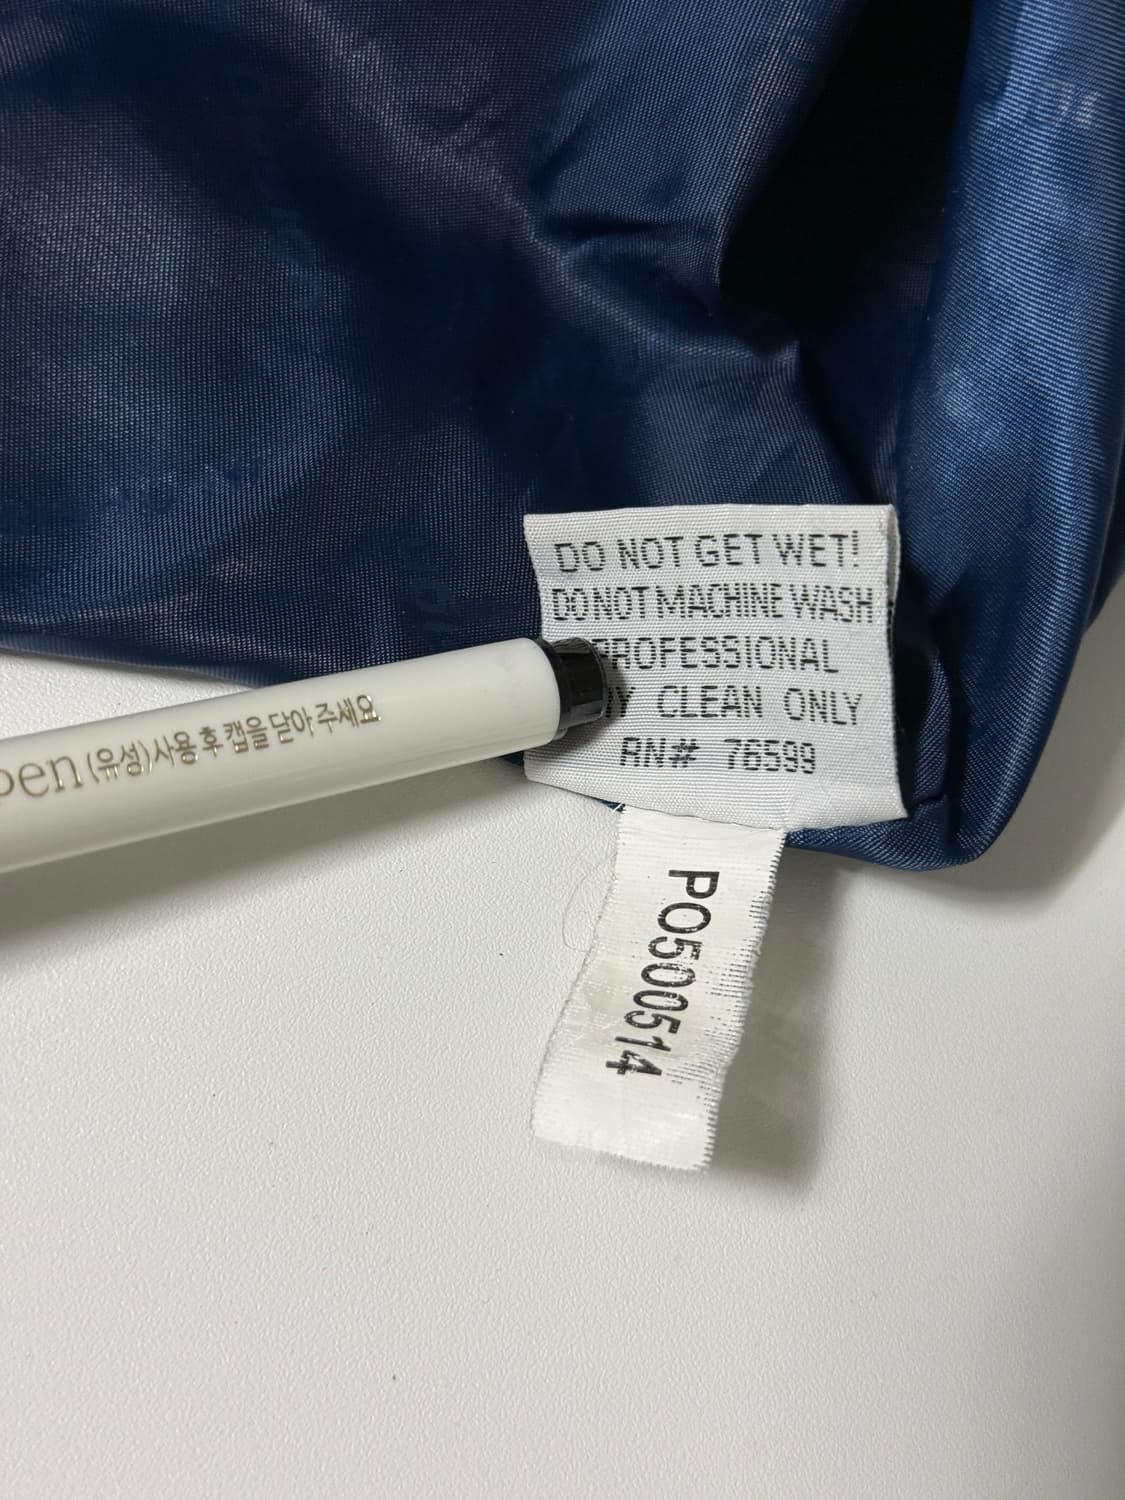 DO NOT GET WET!
DO NOT MACHINE WASH
PROFESSIONAL
CLEAN ONLY
RN# 76599
PO500514
pen (유성) 사용 후 캡을 닫아 주세요